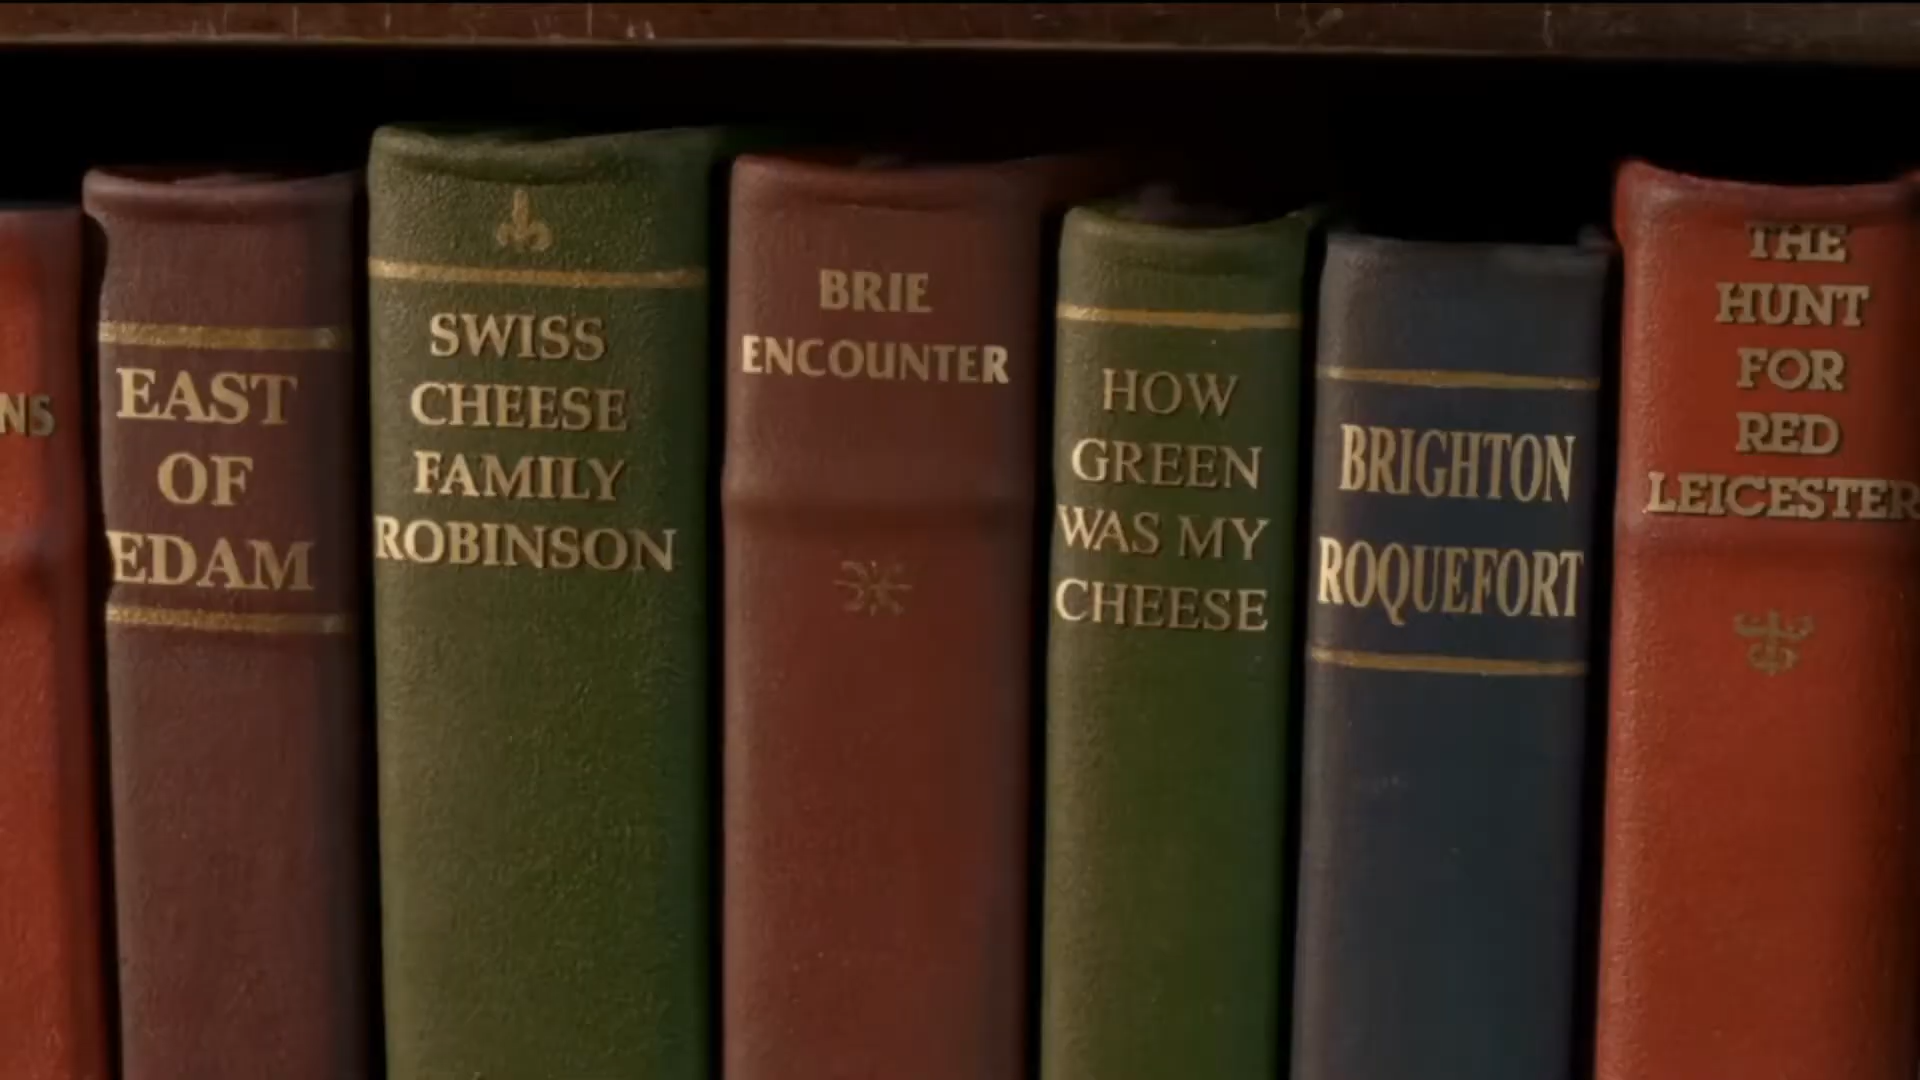 NS
EAST
OF
EDAM
SWISS
CHEESE
FAMILY
ROBINSON
BRIE
ENCOUNTER
HOW
GREEN
WAS MY
CHEESE
BRIGHTON
ROQUEFORT
THE
HUNT
FOR
RED
LEICESTER